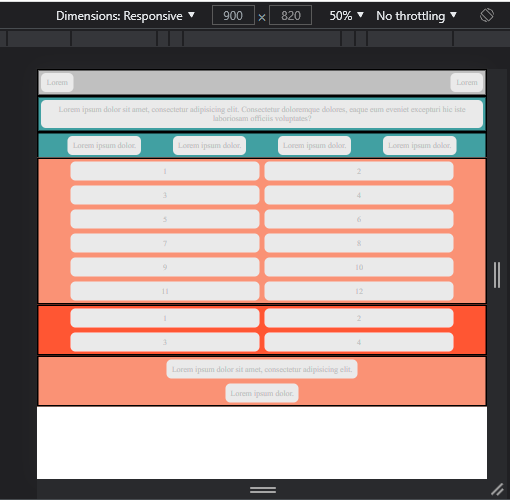 Dimensions: Responsive ▼ 900 × 820 50% ▼ No throttling ▼
Lorem Lorem
Lorem ipsum dolor sit amet, consectetur adipisicing elit. Consectetur doloremque dolores, eaque eum eveniet excepturi hic iste
laboriosam officiis voluptates?
Lorem ipsum dolor. Lorem ipsum dolor. Lorem ipsum dolor. Lorem ipsum dolor.
1 2
3 4
5 6
7 8
9 10
11 12
1 2
3 4
Lorem ipsum dolor sit amet, consectetur adipisicing elit.
Lorem ipsum dolor.